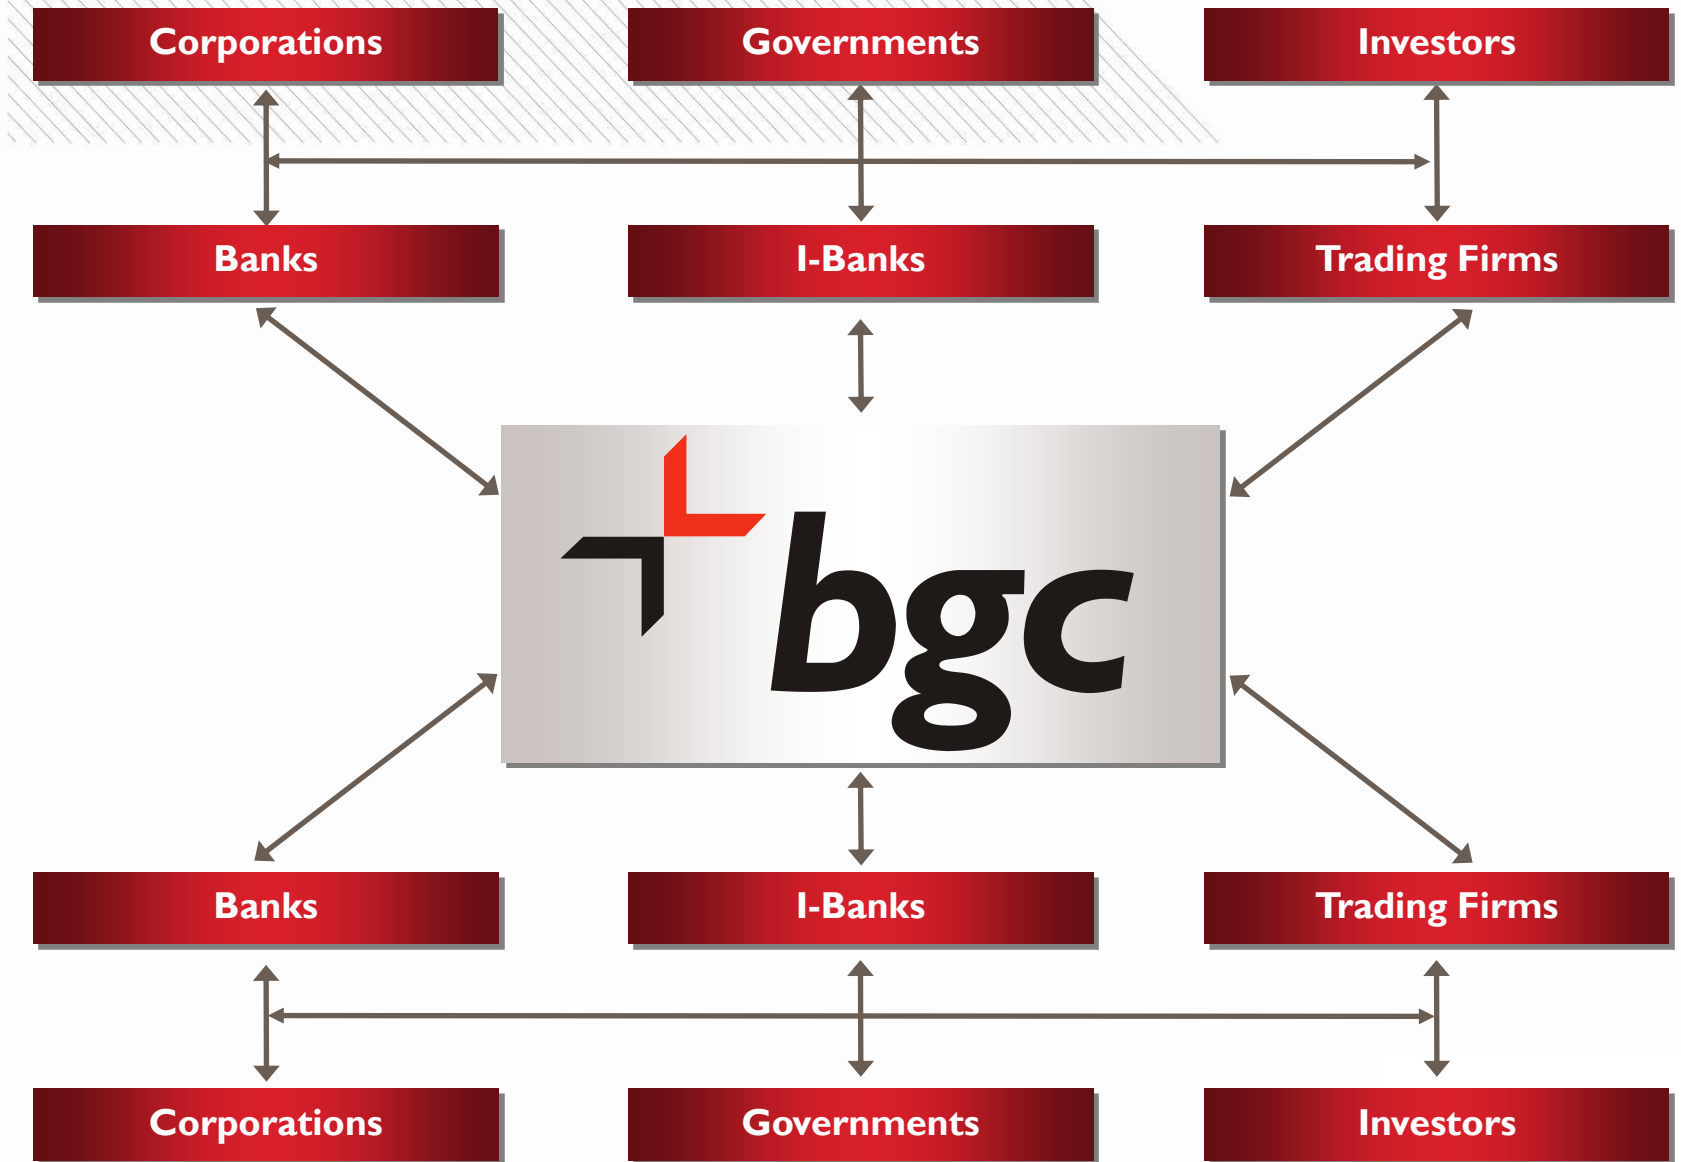 Corporations
Governments
Investors
Banks
I-Banks
Trading Firms
bgc
Banks
I-Banks
Trading Firms
Corporations
Governments
Investors